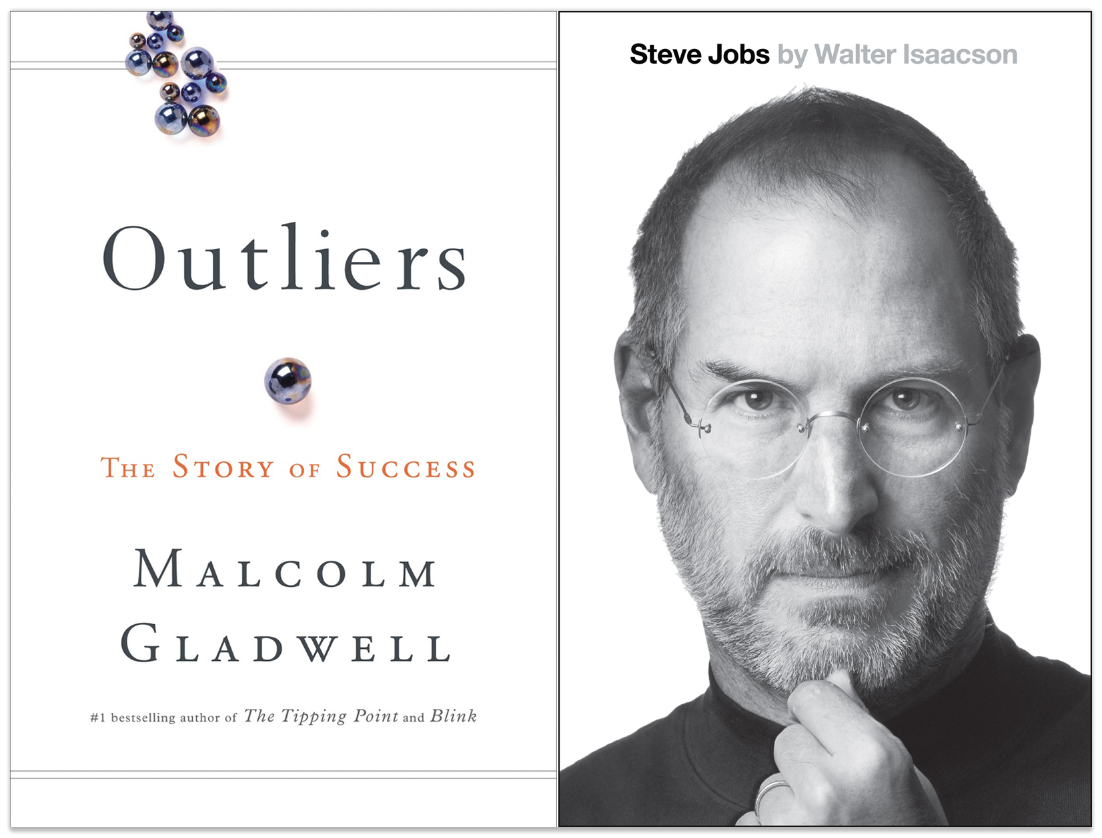 Outliers
THE STORY OF SUCCESS
MALCOLM
GLADWELL
#1 bestselling author of The Tipping Point and Blink
Steve Jobs by Walter Isaacson